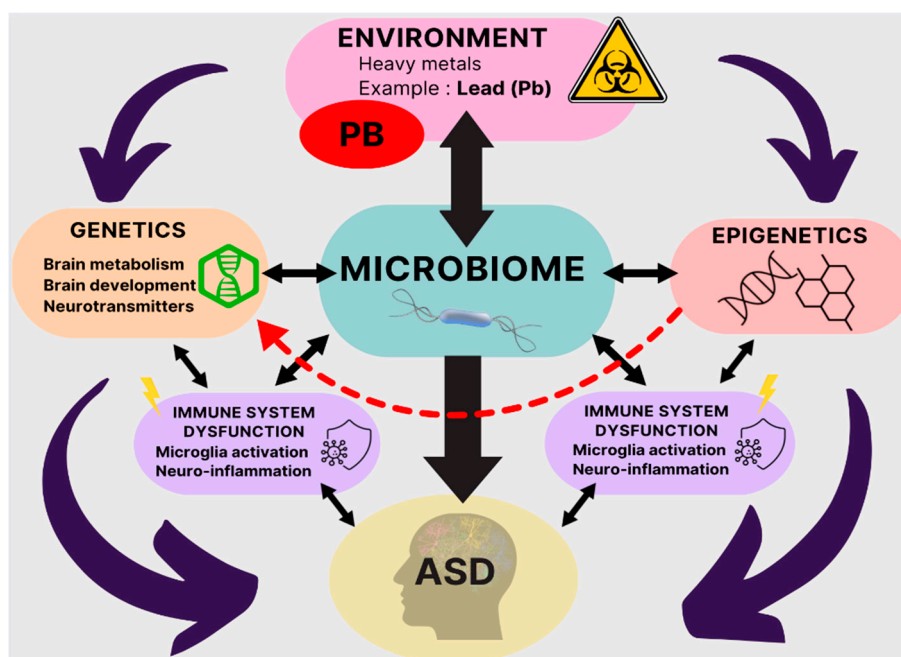 ENVIRONMENT
Heavy metals
Example : Lead (Pb)
PB
GENETICS
Brain metabolism
Brain development
Neurotransmitters
MICROBIOME
EPIGENETICS
IMMUNE SYSTEM
DYSFUNCTION
Microglia activation
Neuro-inflammation
IMMUNE SYSTEM
DYSFUNCTION
Microglia activation
Neuro-inflammation
ASD